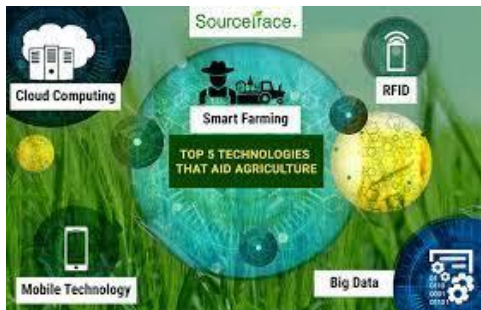 SourceTrace.
Cloud Computing
RFID
Smart Farming
TOP 5 TECHNOLOGIES
THAT AID AGRICULTURE
Mobile Technology
Big Data